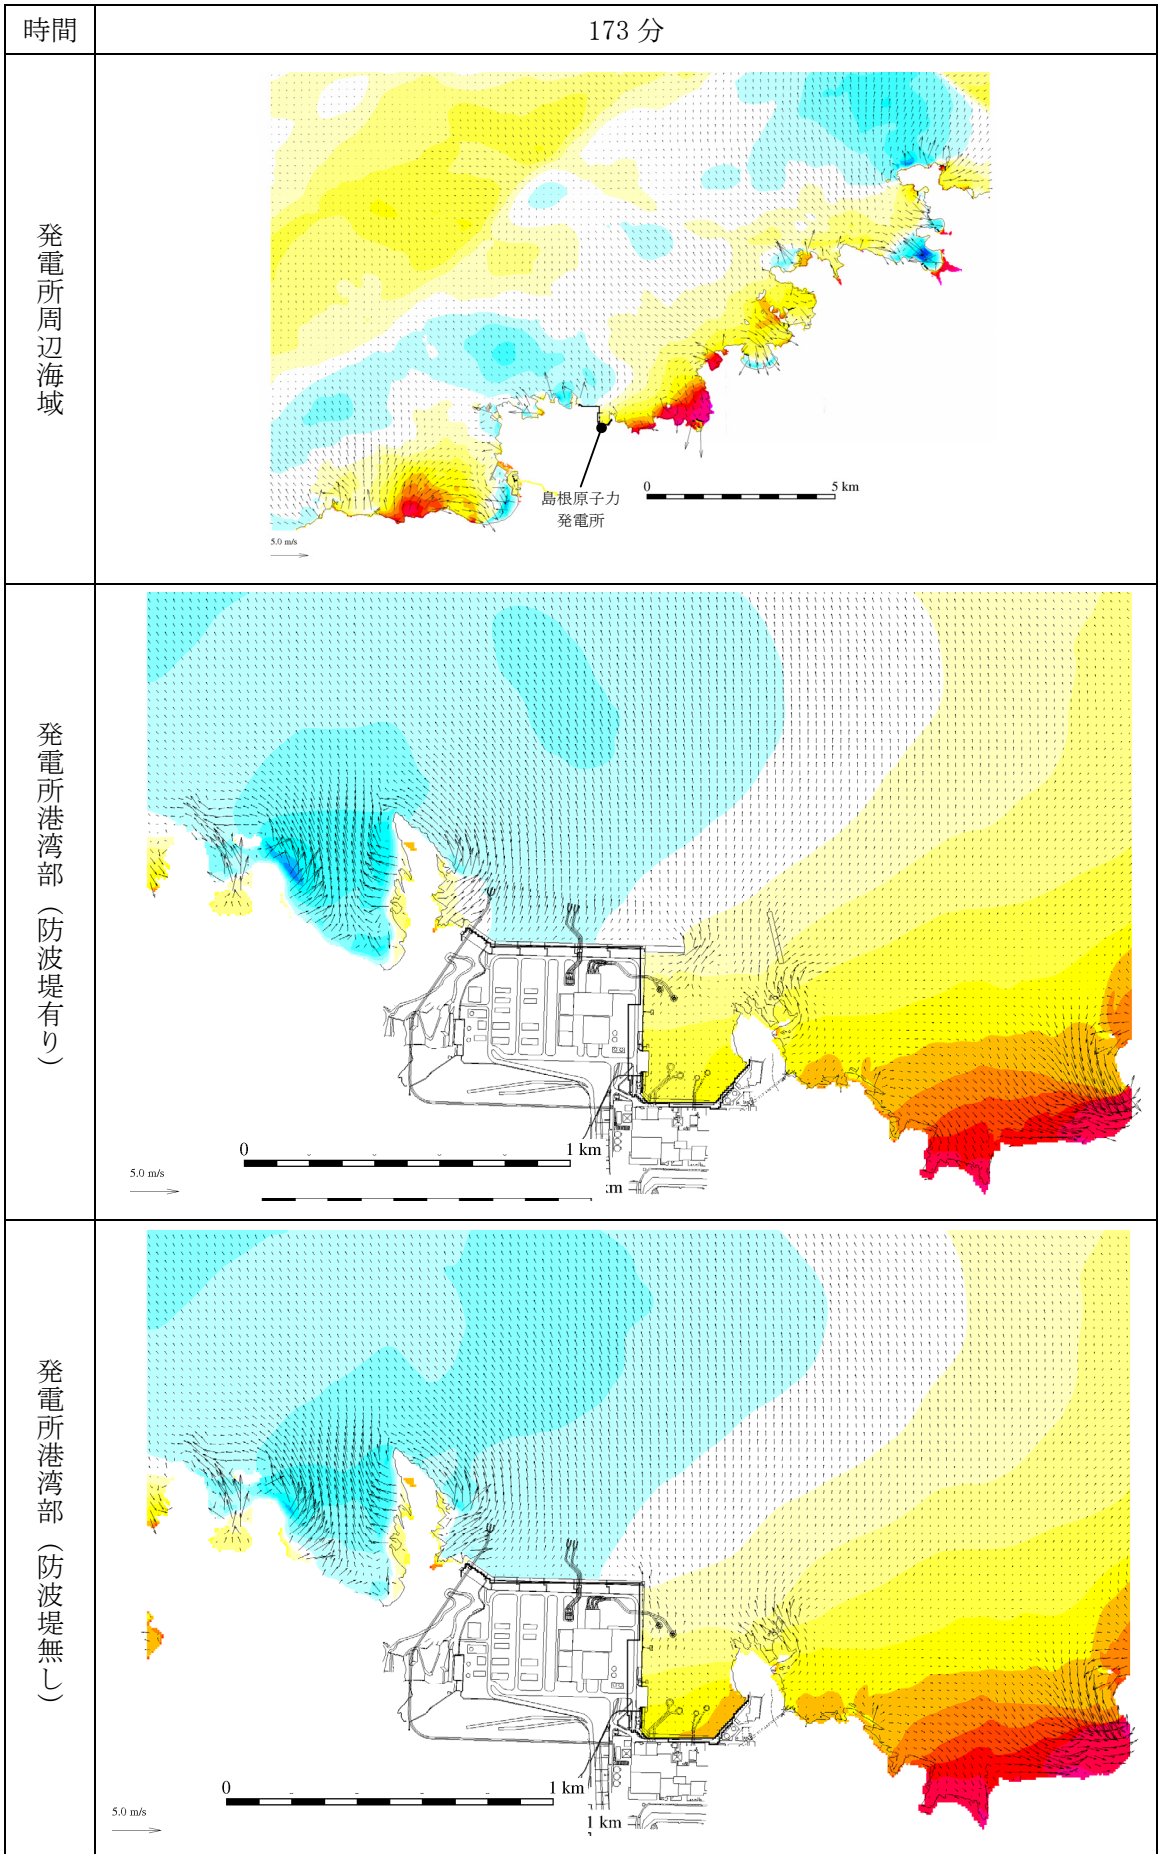 時間
173 分
発電所周辺海域
島根原子力
発電所
0
5 km
5.0 m/s
発電所港湾部（防波堤有り）
0
1 km
5.0 m/s
km
発電所港湾部（防波堤無し）
0
1 km
5.0 m/s
1 km